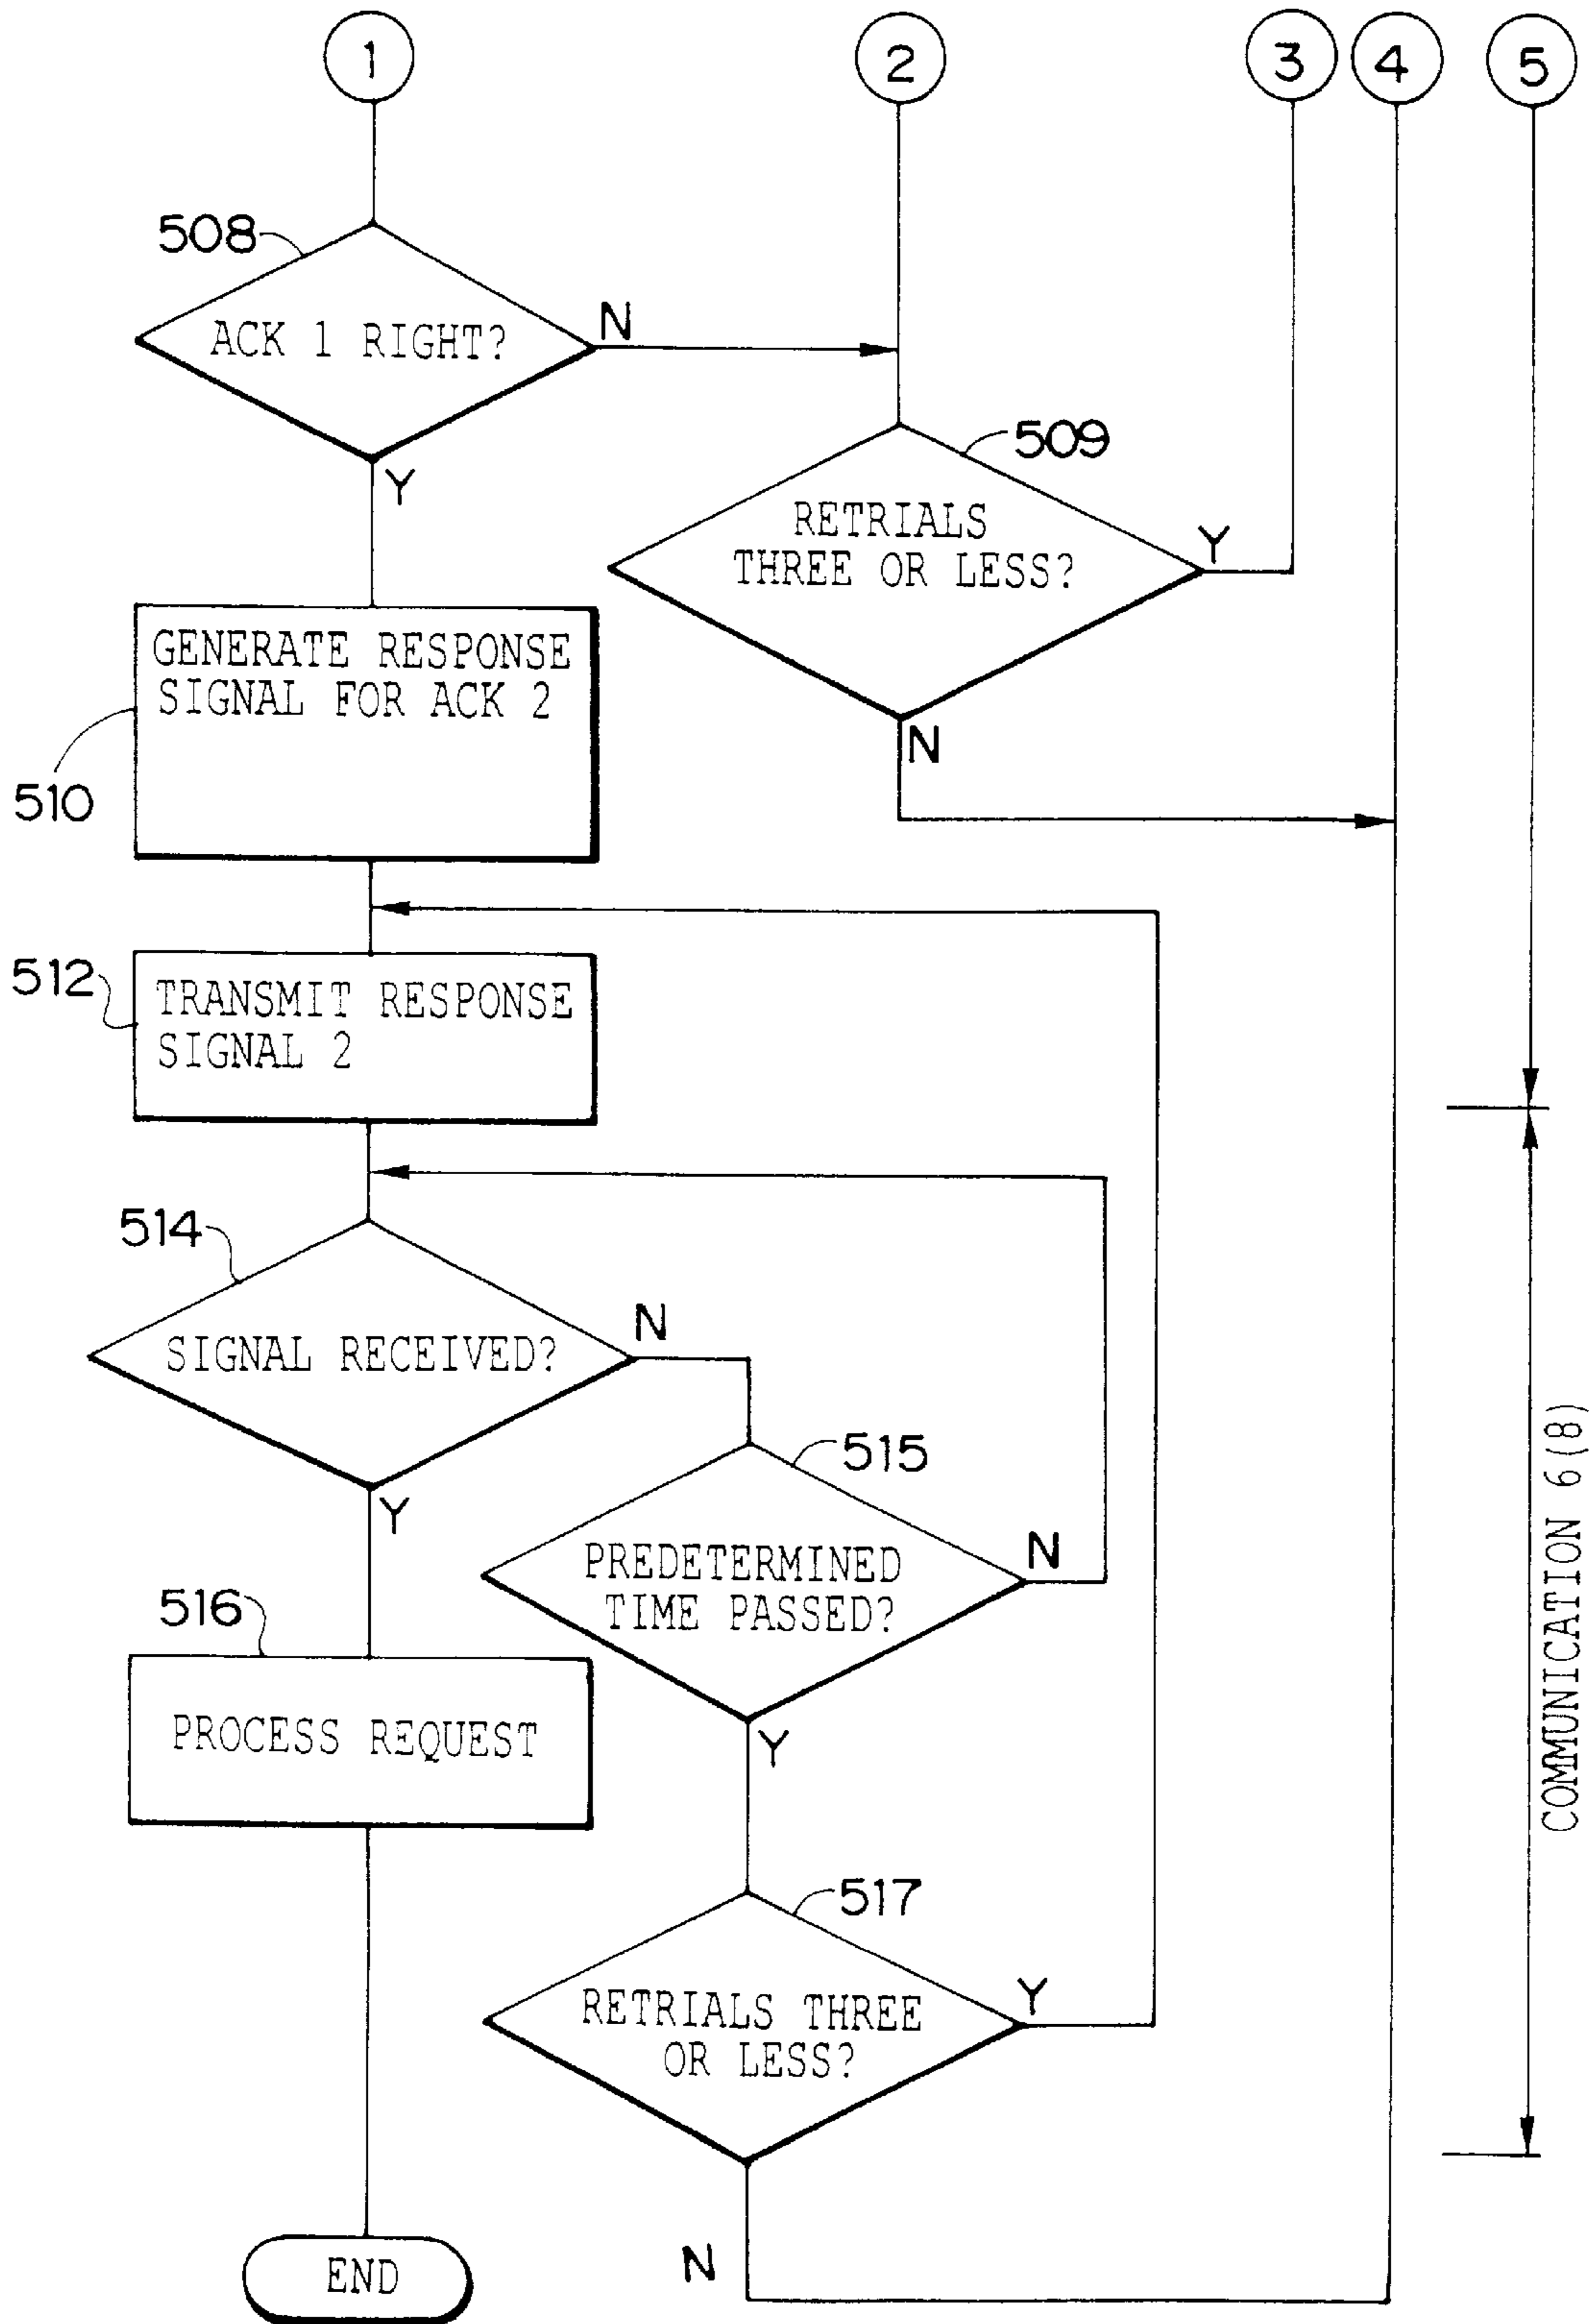 1
2
3
4
5
508
ACK 1 RIGHT?
N
Y
509
RETRIALS
THREE OR LESS?
Y
N
GENERATE RESPONSE
SIGNAL FOR ACK 2
510
512
TRANSMIT RESPONSE
SIGNAL 2
514
SIGNAL RECEIVED?
N
Y
515
PREDETERMINED
TIME PASSED?
N
Y
516
PROCESS REQUEST
517
RETRIALS THREE
OR LESS?
Y
N
END
COMMUNICATION 6(8)